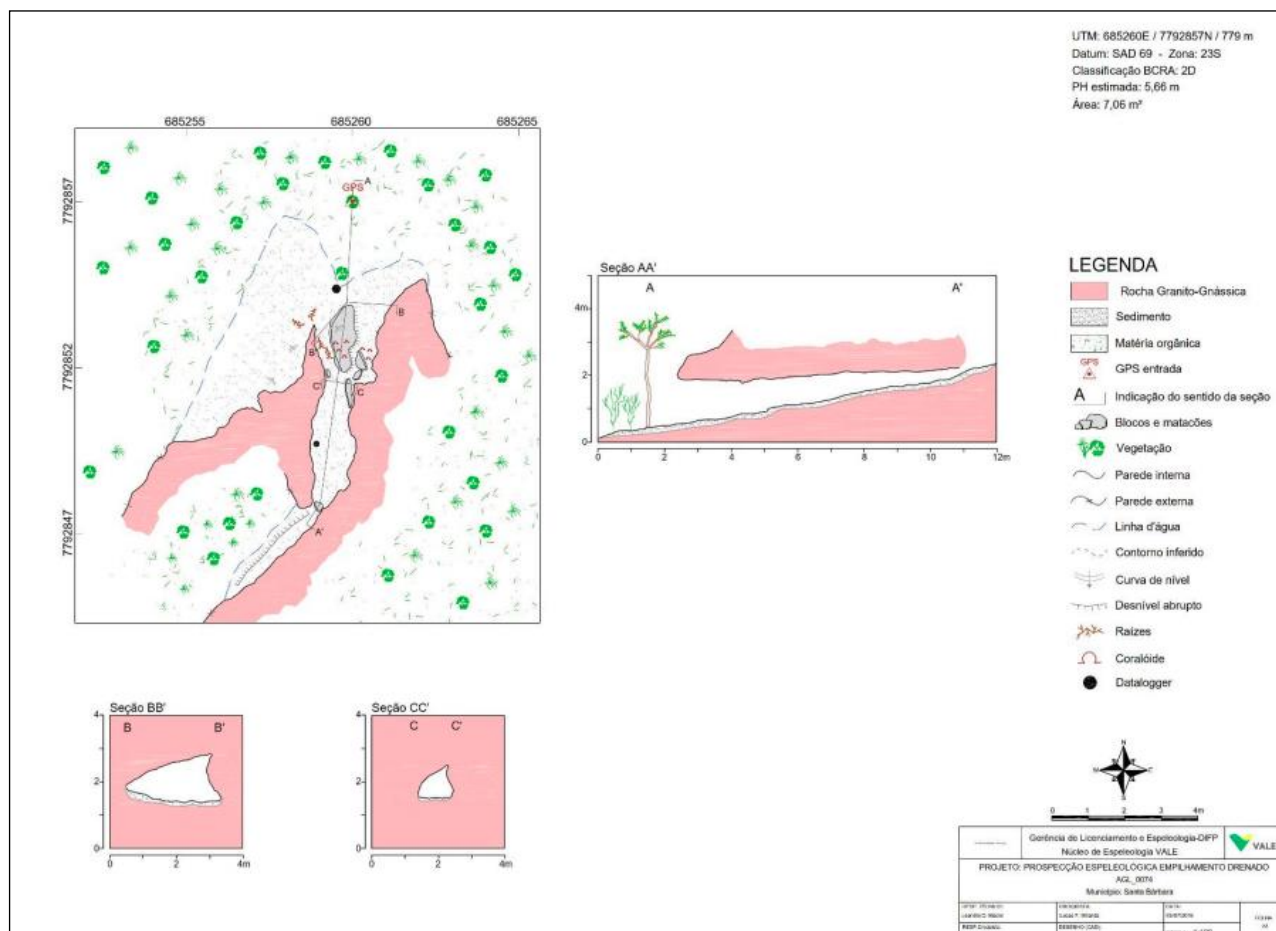 UTM: 685260E / 7792857N / 779 m
Datum: SAD 69 - Zona: 23S
Classificação BCRA: 2D
PH estimada: 5,66 m
Área: 7,06 m²
685255
685260
685265
7792857
7792852
7792847
GPS
A
B
B'
C'
C
A'
Seção AA'
A
A'
4m
2
0
0
2
4
6
8
10
12m
LEGENDA
Rocha Granito-Gnássica
Sedimento
Matéria orgânica
GPS
GPS entrada
A
Indicação do sentido da seção
Blocos e matacões
Vegetação
Parede interna
Parede externa
Linha d'água
Contorno inferido
Curva de nível
Desnível abrupto
Raízes
Coralóide
Datalogger
Seção BB'
B
B'
4
2
0
0
2
4m
Seção CC'
C
C'
4
2
0
0
2
4m
N
S
0 1 2 3 4m
Gerência de Licenciamento e Espeleologia-DIFP
Núcleo de Espeleologia VALE
VALE
PROJETO: PROSPECÇÃO ESPELEOLÓGICA EMPILHAMENTO DRENADO
AGL_0074
Município: Santa Bárbara